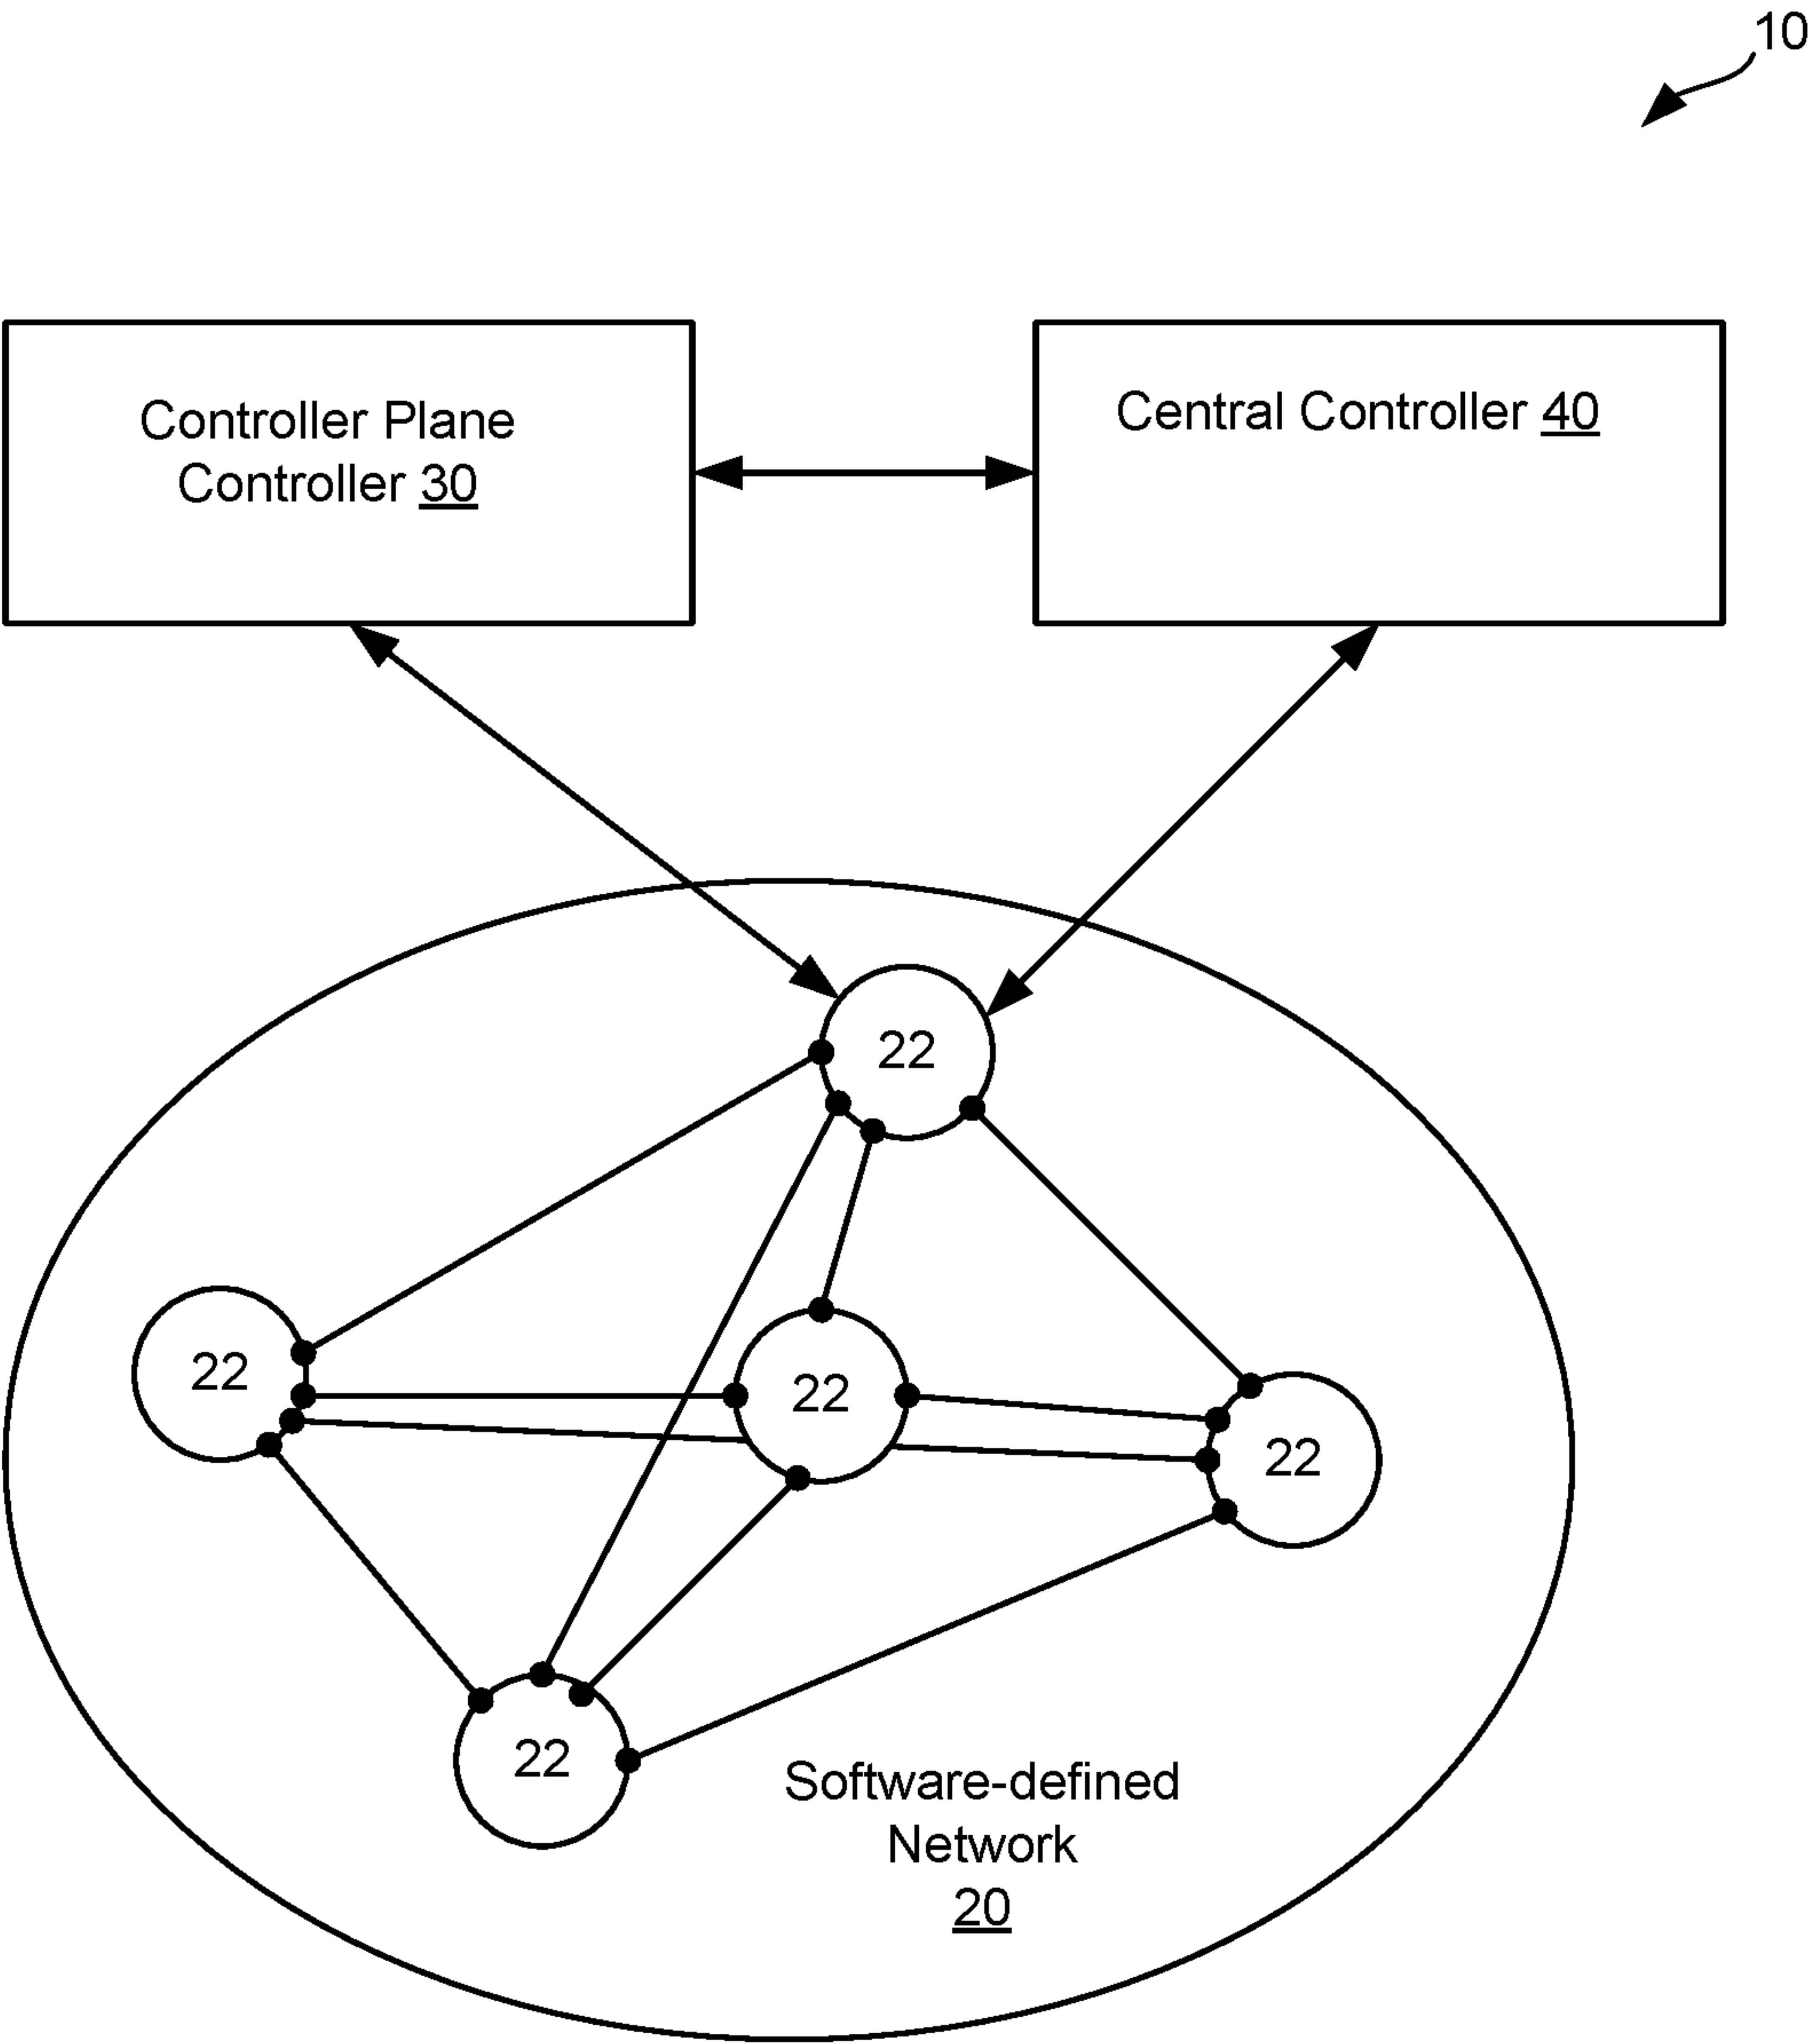 10
Controller Plane
Controller 30
Central Controller 40
22
22
22
22
22
Software-defined
Network
20